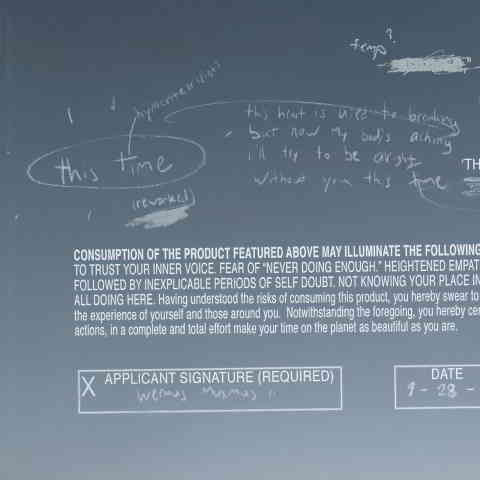 temp?
this time
(reworked)
this heart is used to breaking
but now my body's aching
i'll try to be alright
without you this time
TH
CONSUMPTION OF THE PRODUCT FEATURED ABOVE MAY ILLUMINATE THE FOLLOWING
TO TRUST YOUR INNER VOICE. FEAR OF "NEVER DOING ENOUGH." HEIGHTENED EMPAT
FOLLOWED BY INEXPLICABLE PERIODS OF SELF DOUBT. NOT KNOWING YOUR PLACE IN
ALL DOING HERE. Having understood the risks of consuming this product, you hereby swear to
the experience of yourself and those around you. Notwithstanding the foregoing, you hereby cer
actions, in a complete and total effort make your time on the planet as beautiful as you are.
X APPLICANT SIGNATURE (REQUIRED)
DATE
9 - 28 -